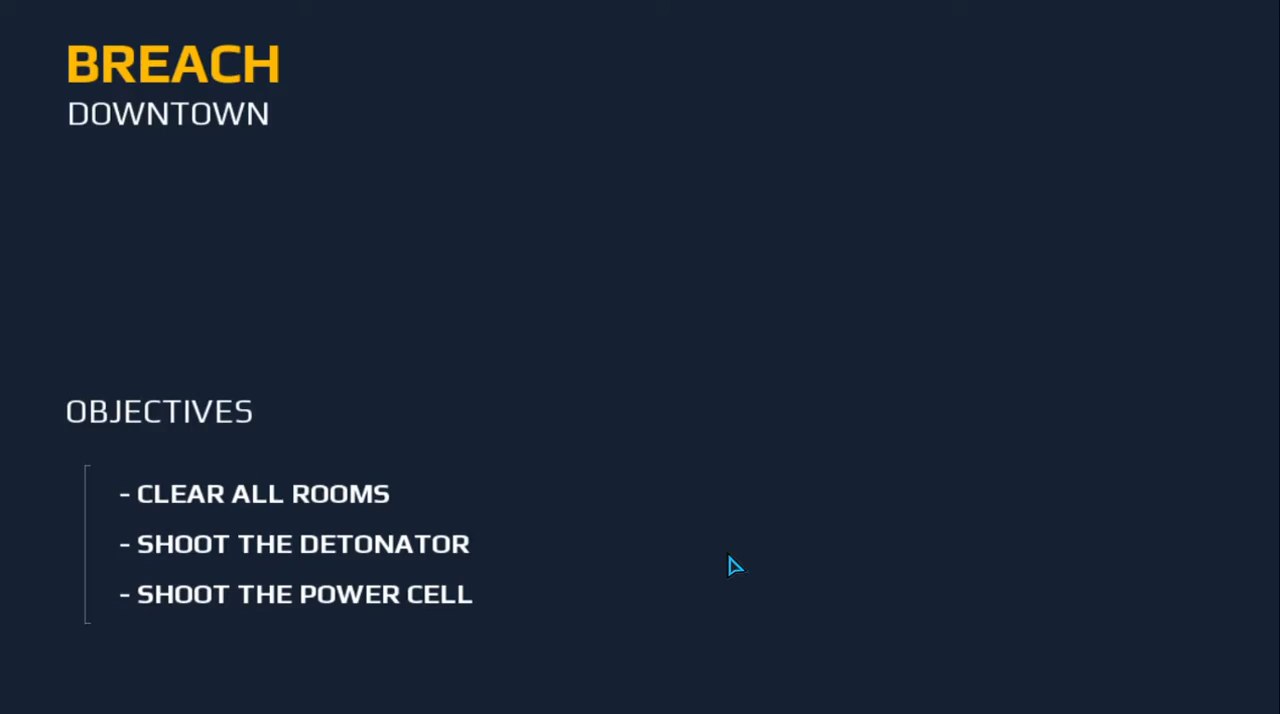 BREACH
DOWNTOWN
OBJECTIVES
- CLEAR ALL ROOMS
- SHOOT THE DETONATOR
- SHOOT THE POWER CELL